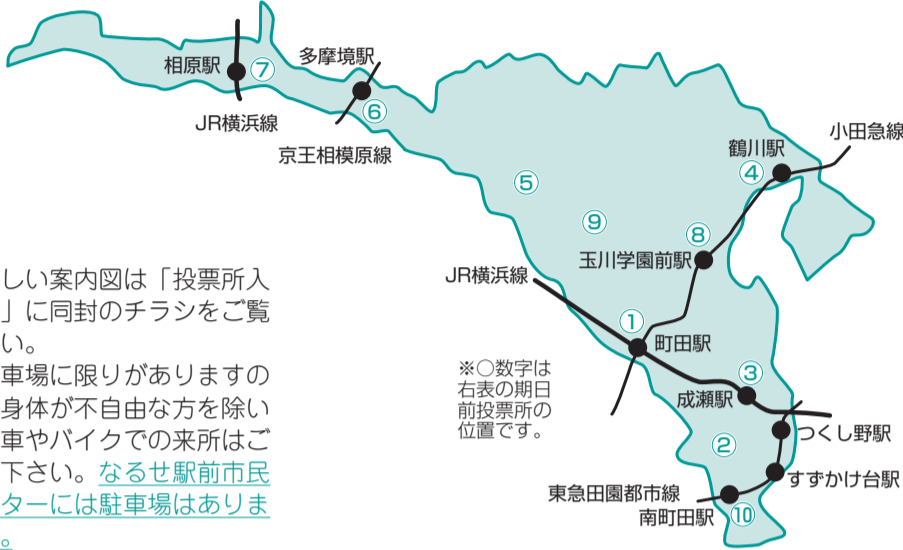 相原駅
⑦
多摩境駅
JR横浜線
⑥
京王相模原線
小田急線
鶴川駅
④
⑤
⑨
⑧
玉川学園前駅
JR横浜線
①
町田駅
※○数字は
右表の期日
前投票所の
位置です。
③
成瀬駅
つくし野駅
②
すずかけ台駅
東急田園都市線
南町田駅
⑩
しい案内図は「投票所入
」に同封のチラシをご覧
い。
車場に限りがありますの
身体が不自由な方を除い
車やバイクでの来所はご
下さい。なるせ駅前市民
ターには駐車場はありま
。